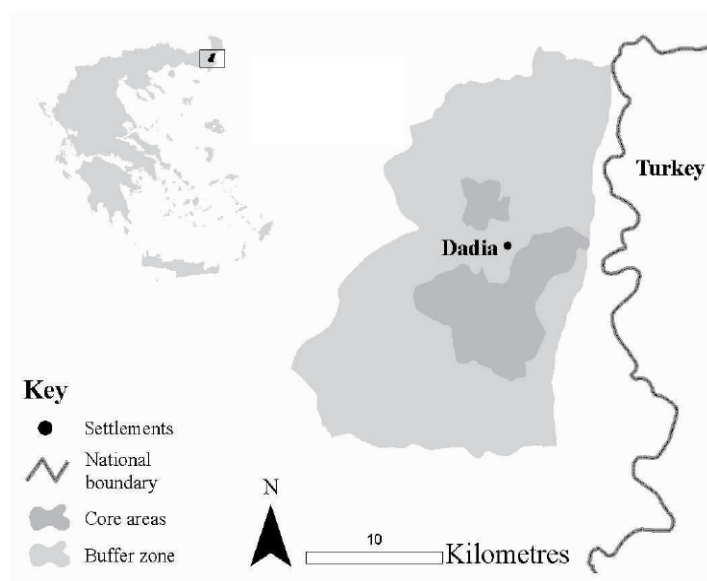 Turkey
Dadia
Key
Settlements
National
boundary
Core areas
Buffer zone
N
10
Kilometres